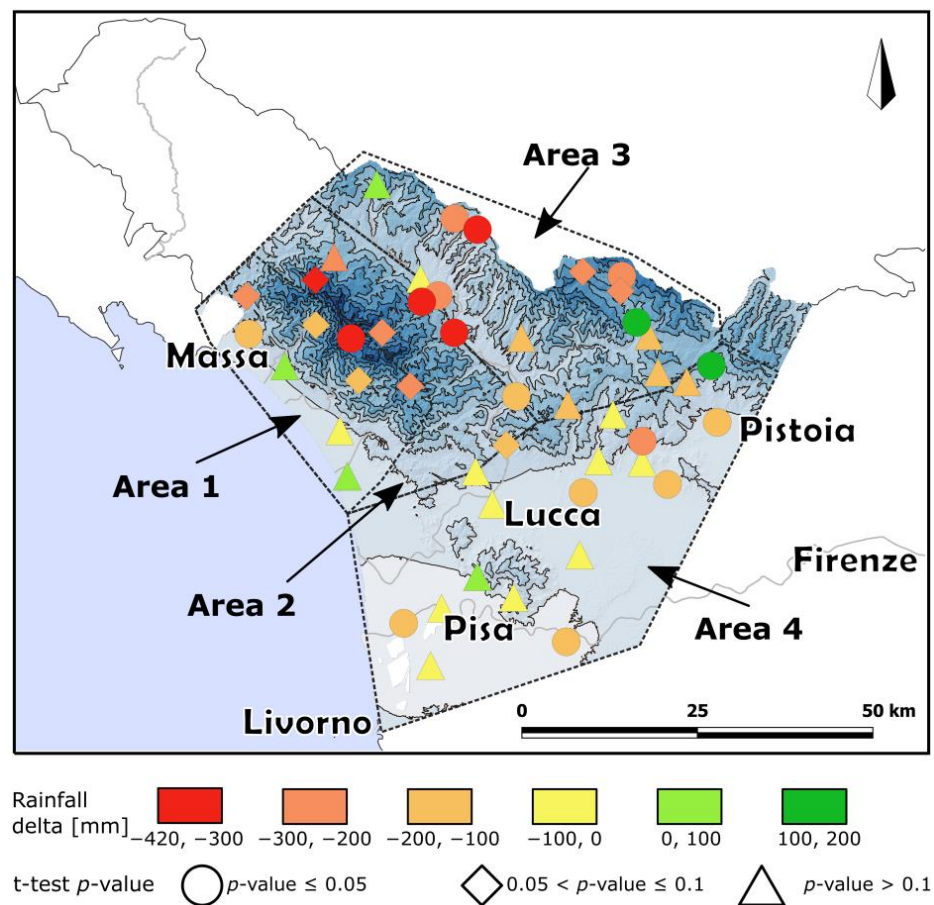 Area 3
Massa
Area 1
Pistoia
Lucca
Firenze
Area 2
Pisa
Area 4
Livorno
0 25 50 km
Rainfall
delta [mm]
−420, −300 −300, −200 −200, −100 −100, 0 0, 100 100, 200
t-test p-value p-value ≤ 0.05 0.05 < p-value ≤ 0.1 p-value > 0.1